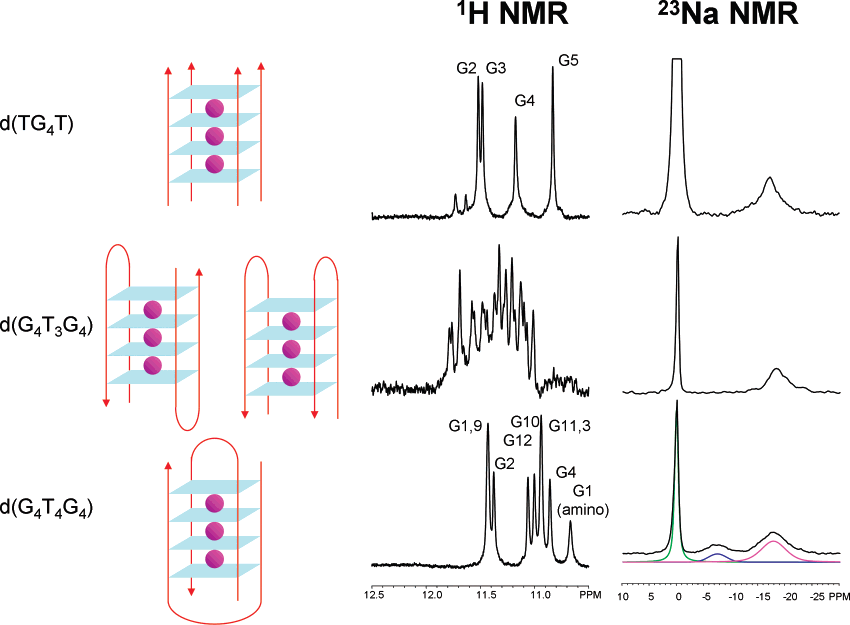 ¹H NMR
²³Na NMR
d(TG₄T)
G2
G3
G4
G5
d(G₄T₃G₄)
d(G₄T₄G₄)
G1,9
G2
G12
G10
G11,3
G4
G1
(amino)
12.5 12.0 11.5 11.0 PPM
10 5 0 -5 -10 -15 -20 -25 PPM